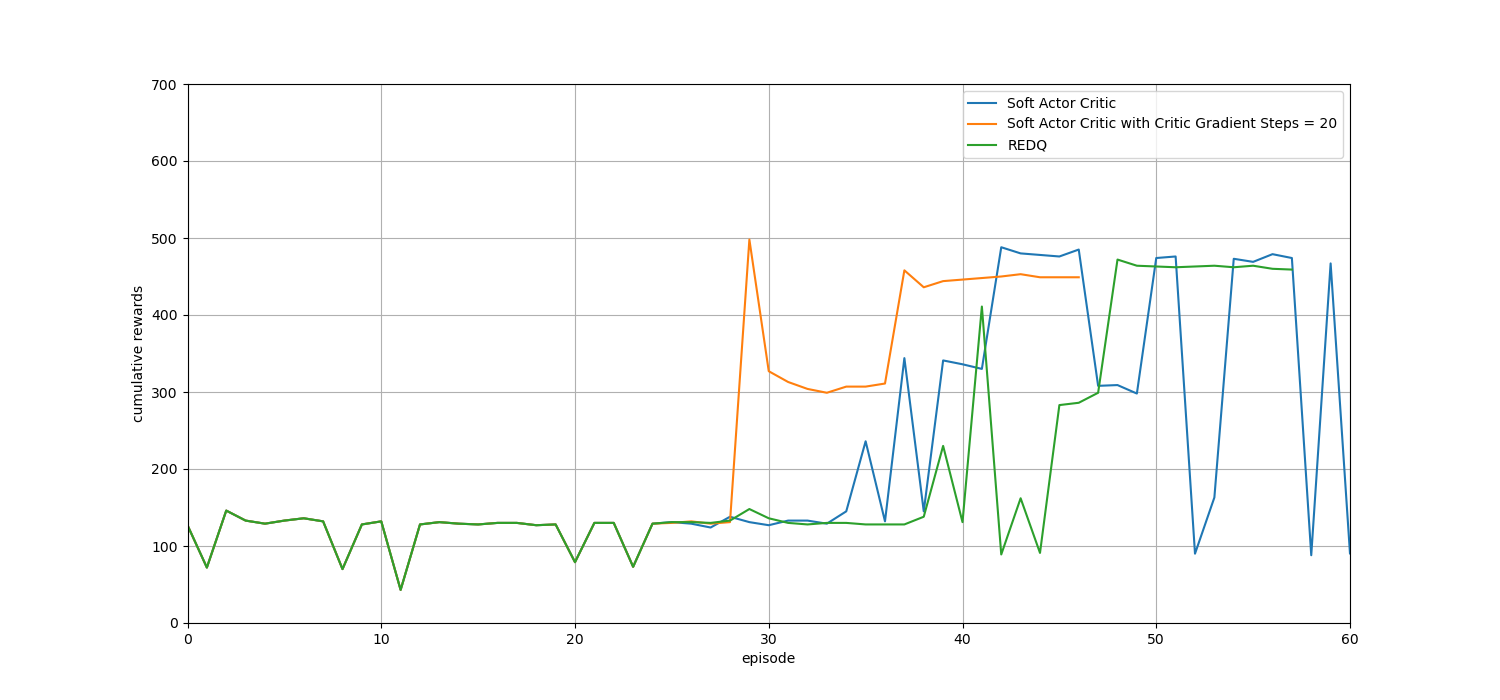 700
600
500
400
300
200
100
0
cumulative rewards
Soft Actor Critic
Soft Actor Critic with Critic Gradient Steps = 20
REDQ
0 10 20 30 40 50 60
episode